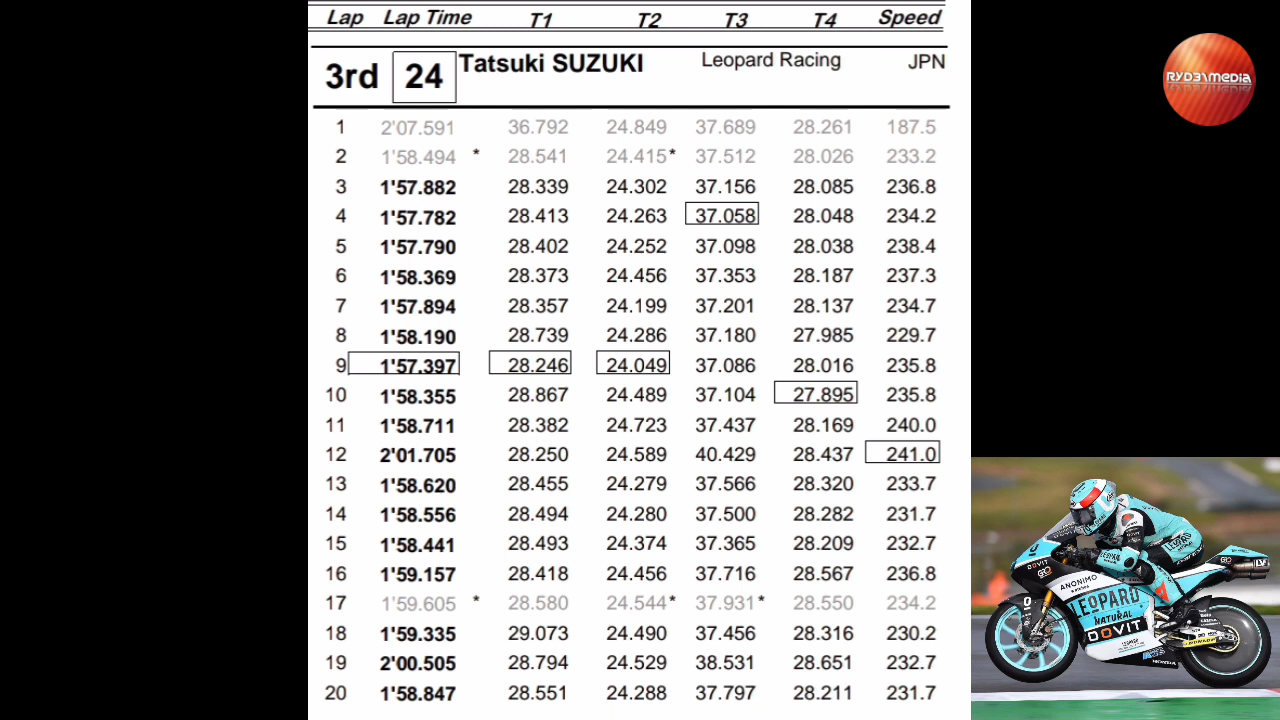 Lap Lap Time T1 T2 T3 T4 Speed
3rd 24 Tatsuki SUZUKI Leopard Racing JPN
1 2'07.591 36.792 24.849 37.689 28.261 187.5
2 1'58.494 * 28.541 24.415 * 37.512 28.026 233.2
3 1'57.882 28.339 24.302 37.156 28.085 236.8
4 1'57.782 28.413 24.263 37.058 28.048 234.2
5 1'57.790 28.402 24.252 37.098 28.038 238.4
6 1'58.369 28.373 24.456 37.353 28.187 237.3
7 1'57.894 28.357 24.199 37.201 28.137 234.7
8 1'58.190 28.739 24.286 37.180 27.985 229.7
9 1'57.397 28.246 24.049 37.086 28.016 235.8
10 1'58.355 28.867 24.489 37.104 27.895 235.8
11 1'58.711 28.382 24.723 37.437 28.169 240.0
12 2'01.705 28.250 24.589 40.429 28.437 241.0
13 1'58.620 28.455 24.279 37.566 28.320 233.7
14 1'58.556 28.494 24.280 37.500 28.282 231.7
15 1'58.441 28.493 24.374 37.365 28.209 232.7
16 1'59.157 28.418 24.456 37.716 28.567 236.8
17 1'59.605 * 28.580 24.544 * 37.931 * 28.550 234.2
18 1'59.335 29.073 24.490 37.456 28.316 230.2
19 2'00.505 28.794 24.529 38.531 28.651 232.7
20 1'58.847 28.551 24.288 37.797 28.211 231.7
RYD3\MEDIA
LEOPARD
DOVIT
ANONIMO
LEOPARD
NATURAL
DOVIT
HONDA
DUNLOP
LV